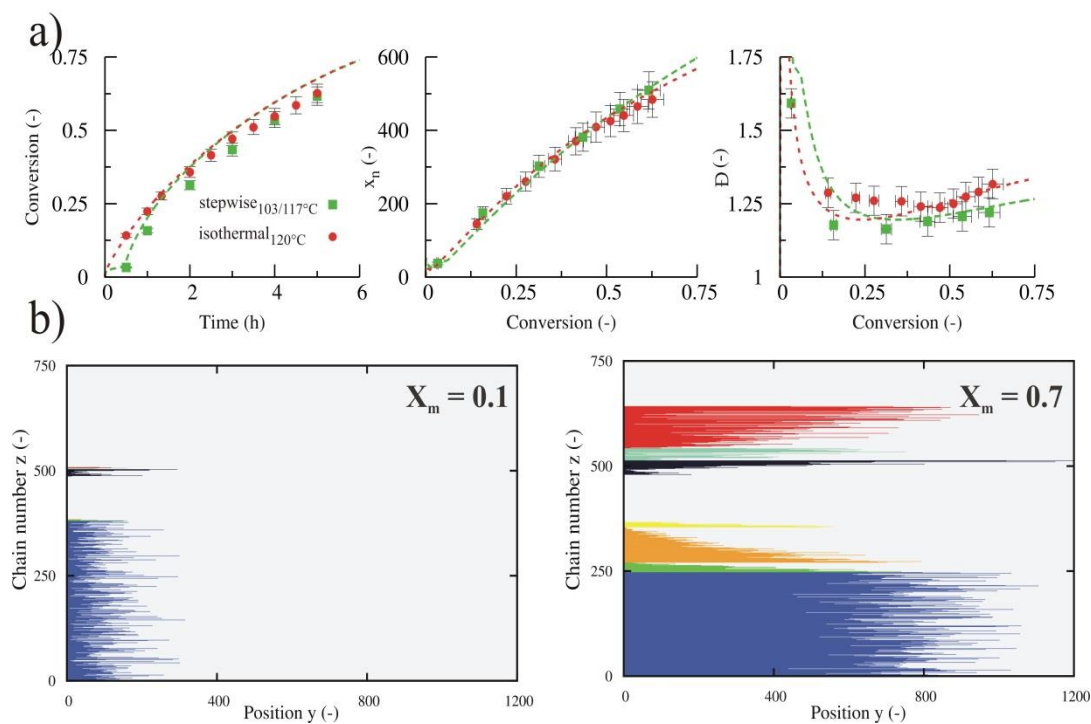 a)
0.75
0.5
0.25
0
Conversion (-)
0 2 4 6
Time (h)
stepwise103/117°C
isothermal120°C
600
400
200
0
xn (-)
0 0.25 0.5 0.75
Conversion (-)
1.75
1.5
1.25
1
Đ (-)
0 0.25 0.5 0.75
Conversion (-)
b)
750
500
250
0
Chain number z (-)
Xm = 0.1
0 400 800 1200
Position y (-)
750
500
250
0
Chain number z (-)
Xm = 0.7
0 400 800 1200
Position y (-)